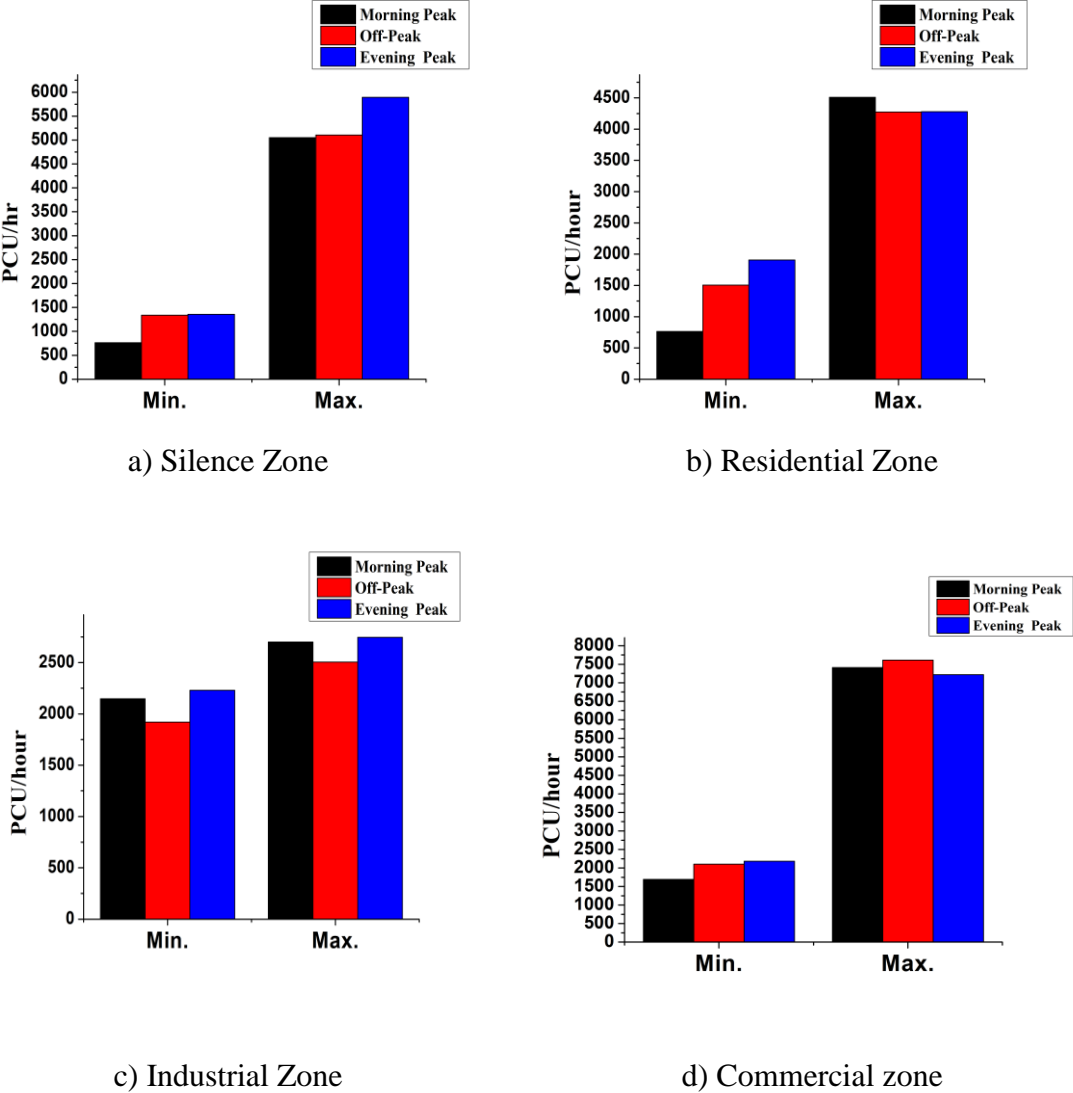 Morning Peak
Off-Peak
Evening Peak
6000
5500
5000
4500
4000
3500
3000
2500
2000
1500
1000
500
0
PCU/hr
Min.
Max.
a) Silence Zone
Morning Peak
Off-Peak
Evening Peak
4500
4000
3500
3000
2500
2000
1500
1000
500
0
PCU/hour
Min.
Max.
b) Residential Zone
Morning Peak
Off-Peak
Evening Peak
2500
2000
1500
1000
500
0
PCU/hour
Min.
Max.
c) Industrial Zone
Morning Peak
Off-Peak
Evening Peak
8000
7500
7000
6500
6000
5500
5000
4500
4000
3500
3000
2500
2000
1500
1000
500
0
PCU/hour
Min.
Max.
d) Commercial zone